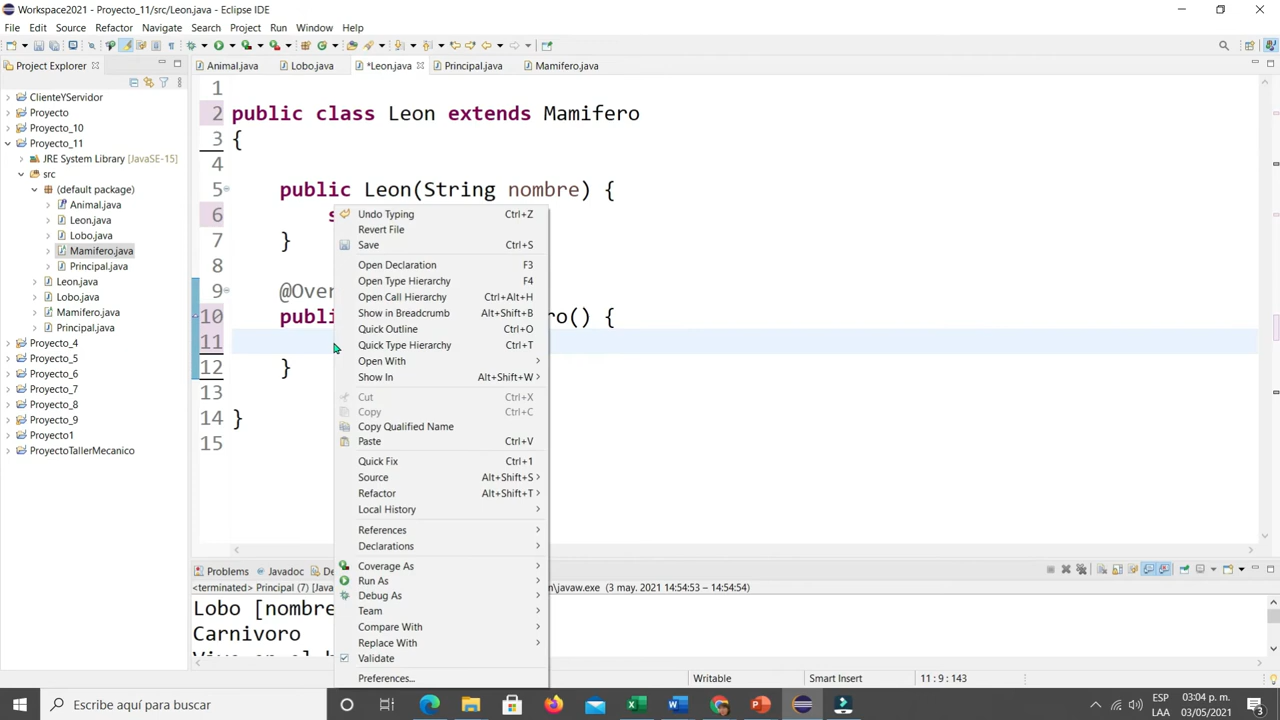 Workspace2021 - Proyecto_11/src/Leon.java - Eclipse IDE
File Edit Source Refactor Navigate Search Project Run Window Help
Project Explorer
Animal.java
Lobo.java
*Leon.java
Principal.java
Mamifero.java
ClienteYServidor
Proyecto
Proyecto_10
Proyecto_11
JRE System Library [JavaSE-15]
src
(default package)
Animal.java
Leon.java
Lobo.java
Mamifero.java
Principal.java
Leon.java
Lobo.java
Mamifero.java
Principal.java
Proyecto_4
Proyecto_5
Proyecto_6
Proyecto_7
Proyecto_8
Proyecto_9
Proyecto1
ProyectoTallerMecanico
1
2 public class Leon extends Mamifero
3 {
4
5 public Leon(String nombre) {
6 s
7 }
8
9 @Over
10 publi o() {
11
12 }
13
14 }
15
Undo Typing Ctrl+Z
Revert File
Save Ctrl+S
Open Declaration F3
Open Type Hierarchy F4
Open Call Hierarchy Ctrl+Alt+H
Show in Breadcrumb Alt+Shift+B
Quick Outline Ctrl+O
Quick Type Hierarchy Ctrl+T
Open With
Show In Alt+Shift+W
Cut Ctrl+X
Copy Ctrl+C
Copy Qualified Name
Paste Ctrl+V
Quick Fix Ctrl+1
Source Alt+Shift+S
Refactor Alt+Shift+T
Local History
References
Declarations
Coverage As
Run As
Debug As
Team
Compare With
Replace With
Validate
Preferences...
Problems Javadoc De
<terminated> Principal (7) [Java n\javaw.exe (3 may. 2021 14:54:53 – 14:54:54)
Lobo [nombre
Carnivoro
Writable
Smart Insert
11 : 9 : 143
Escribe aquí para buscar
ESP
LAA
03:04 p. m.
03/05/2021
3